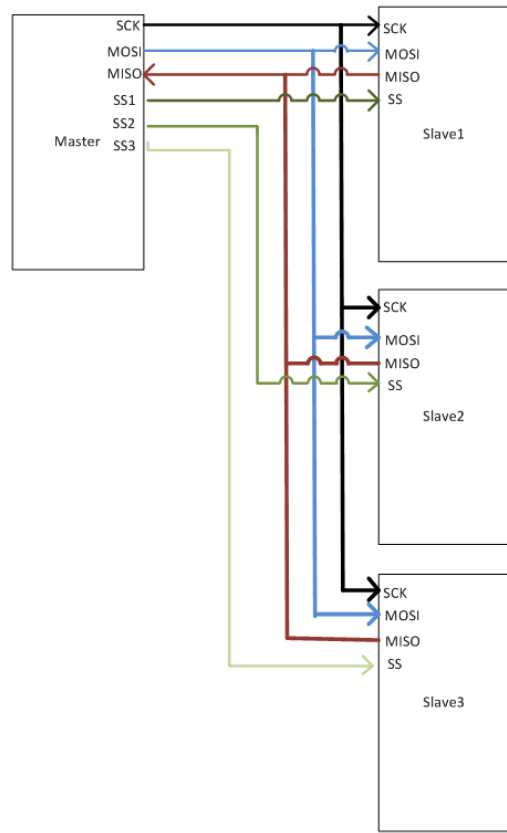 SCK
MOSI
MISO
SS1
SS2
SS3
Master
SCK
MOSI
MISO
SS
Slave1
SCK
MOSI
MISO
SS
Slave2
SCK
MOSI
MISO
SS
Slave3